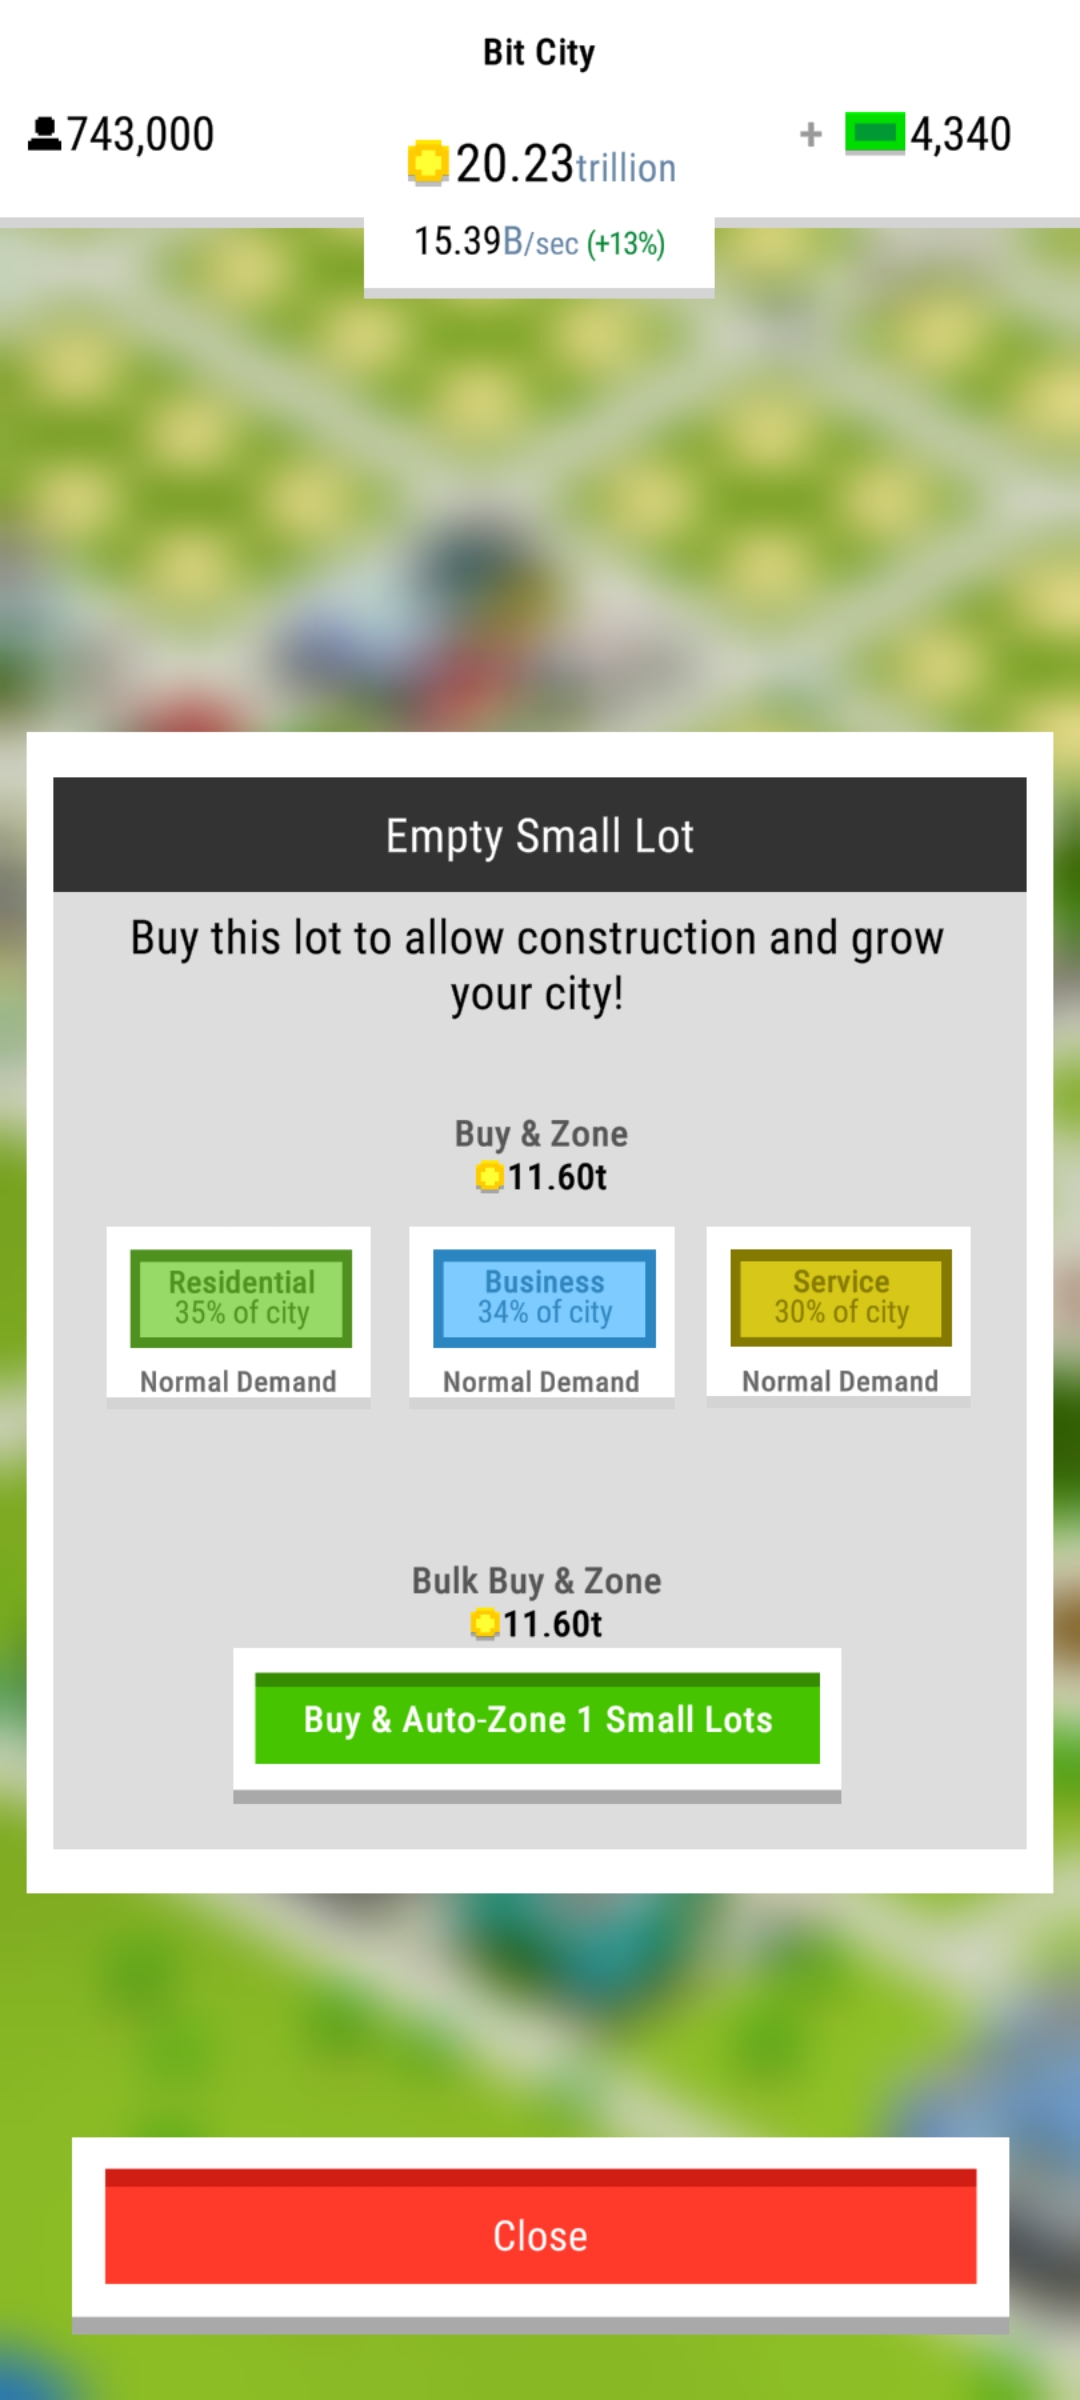 Bit City
743,000
20.23trillion
+ 4,340
15.39B/sec (+13%)
Empty Small Lot
Buy this lot to allow construction and grow
your city!
Buy & Zone
11.60t
Residential
35% of city
Normal Demand
Business
34% of city
Normal Demand
Service
30% of city
Normal Demand
Bulk Buy & Zone
11.60t
Buy & Auto-Zone 1 Small Lots
Close